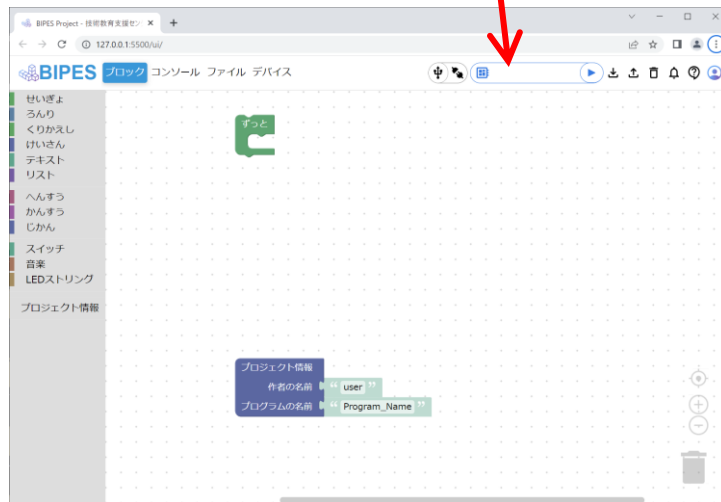 BIPES Project - 技術教育支援セン
127.0.0.1:5500/ui/
BIPES ブロック コンソール ファイル デバイス
せいぎょ
ろんり
くりかえし
けいさん
テキスト
リスト
へんすう
かんすう
じかん
スイッチ
音楽
LEDストリング
プロジェクト情報
ずっと
プロジェクト情報
作者の名前 “ user ”
プログラムの名前 “ Program_Name ”